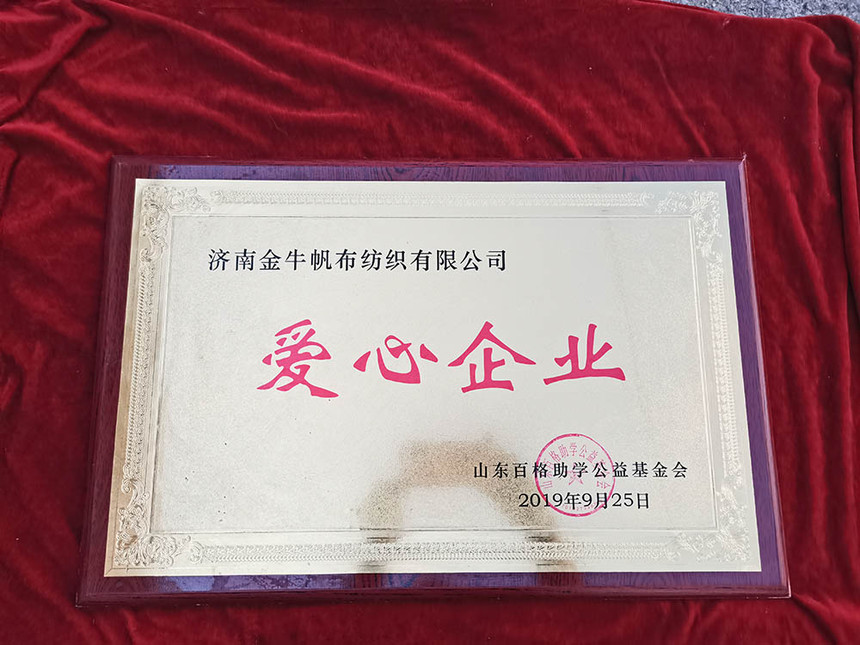 济南金牛帆布纺织有限公司
爱心企业
山东百格助学公益基金会
2019年9月25日